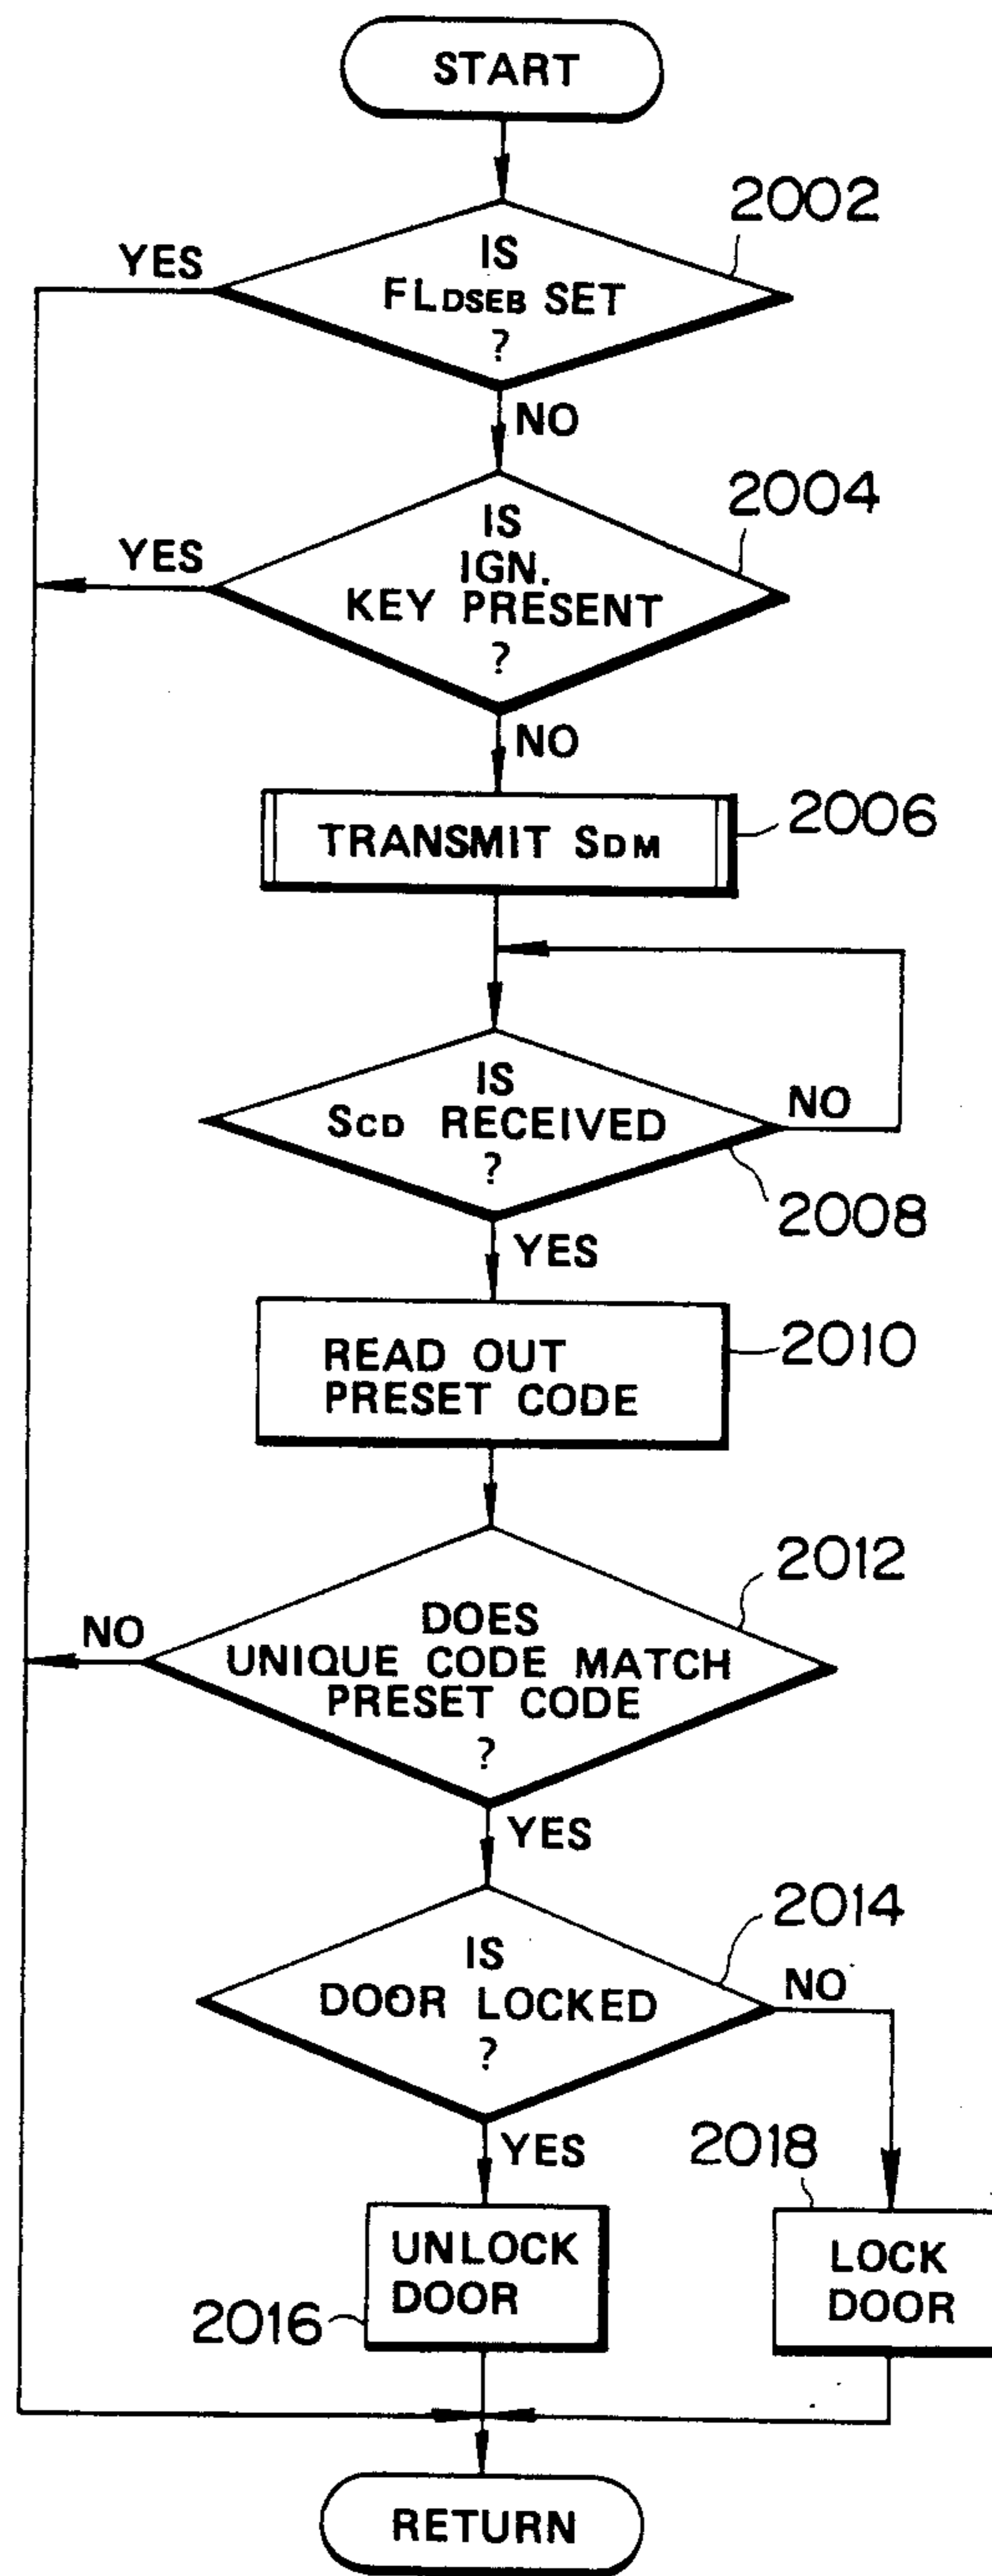 START
2002
YES
IS
FLDSEB SET
?
NO
2004
YES
IS
IGN.
KEY PRESENT
?
NO
TRANSMIT SDM
2006
IS
SCD RECEIVED
?
NO
2008
YES
READ OUT
PRESET CODE
2010
2012
NO
DOES
UNIQUE CODE MATCH
PRESET CODE
?
YES
2014
IS
DOOR LOCKED
?
NO
YES
2018
UNLOCK
DOOR
2016
LOCK
DOOR
RETURN